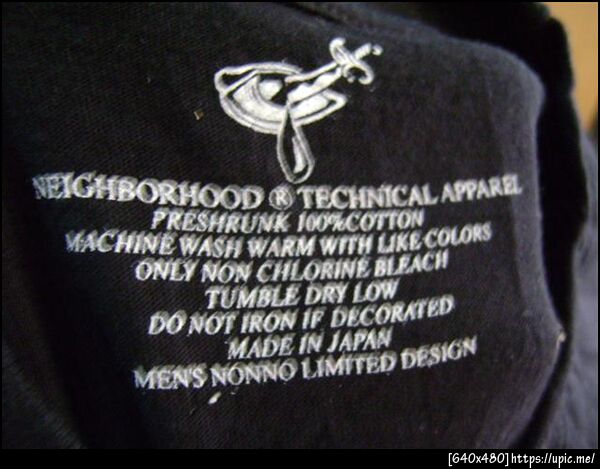 NEIGHBORHOOD ® TECHNICAL APPAREL
PRESHRUNK 100%COTTON
MACHINE WASH WARM WITH LIKE COLORS
ONLY NON CHLORINE BLEACH
TUMBLE DRY LOW
DO NOT IRON IF DECORATED
MADE IN JAPAN
MEN'S NONNO LIMITED DESIGN
[640x480]https://upic.me/